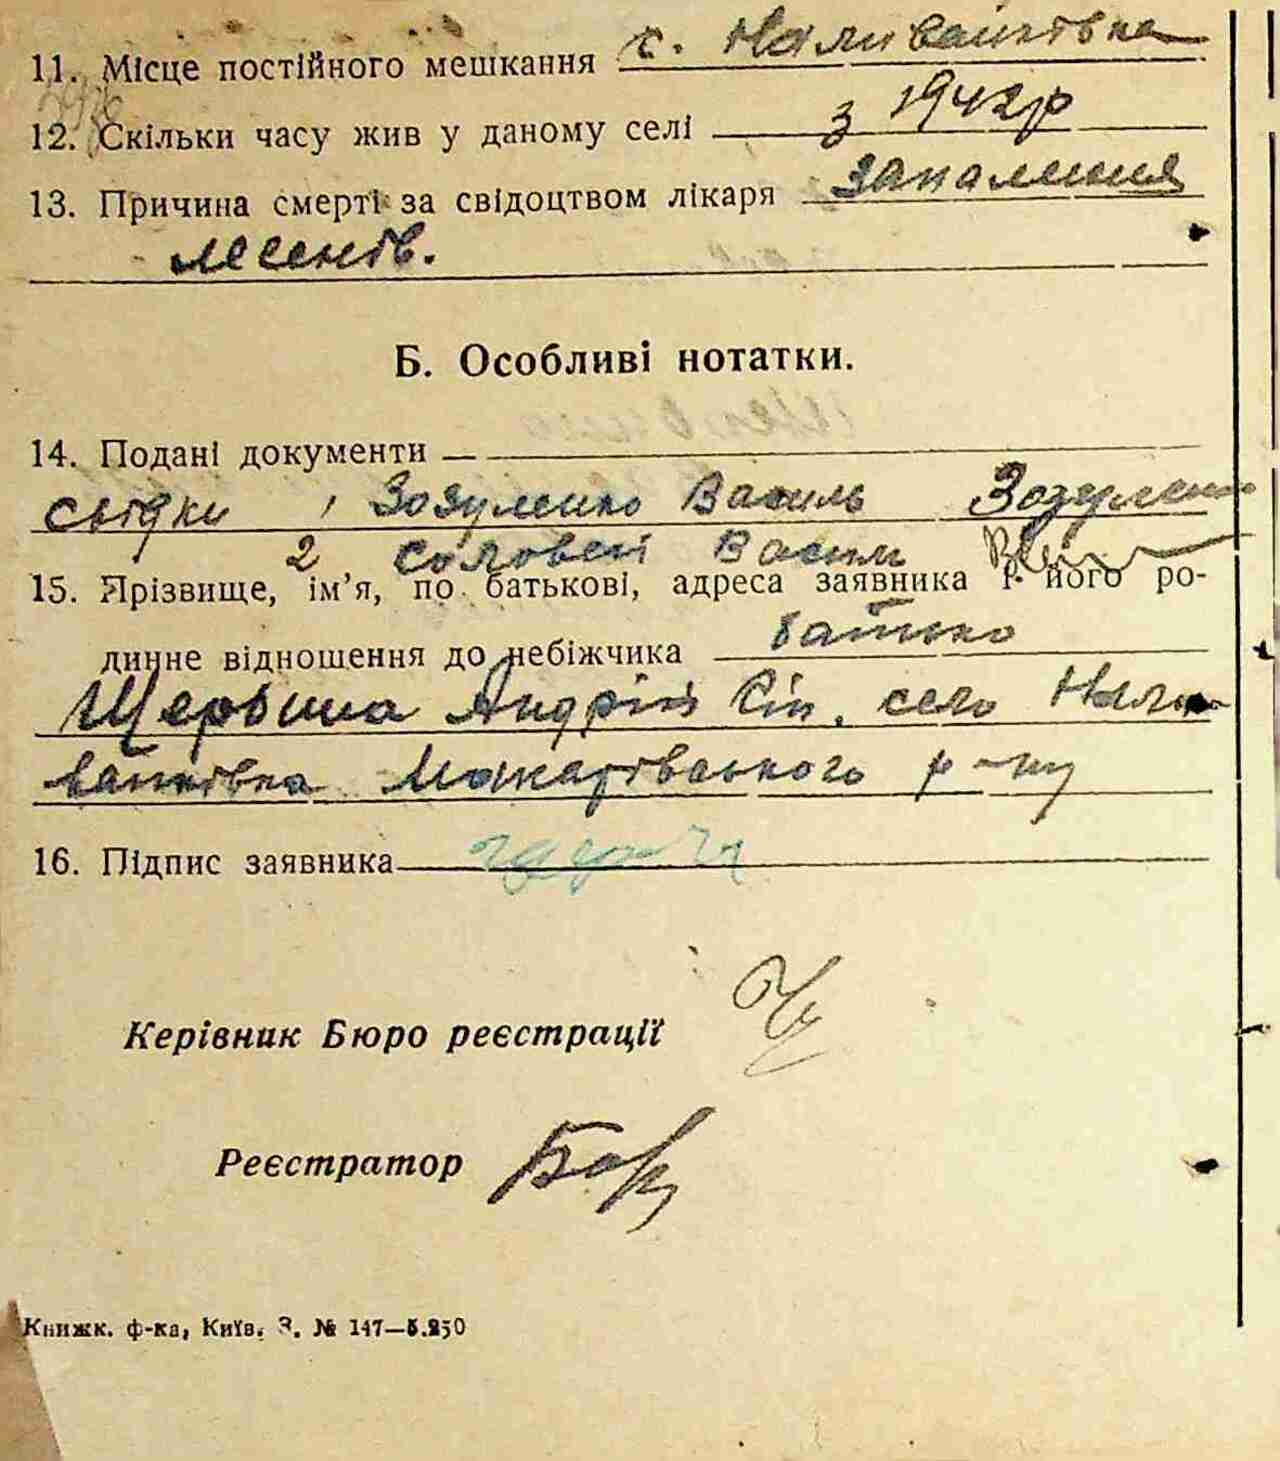 11. Місце постійного мешкання с. Наливайківка
12. Скільки часу жив у даному селі з 1942р
13. Причина смерті за свідоцтвом лікаря запалення
легенів.
Б. Особливі нотатки.
14. Подані документи
свідки 1 Зозуленко Василь Зозуленко
2 Соловей Василь
15. Прізвище, ім’я, по батькові, адреса заявника і його ро-
динне відношення до небіжчика батько
Щербина Андрій Сіп. село Нали-
вайківка Макарівського р-ну
16. Підпис заявника
Керівник Бюро реєстрації
Реєстратор
Книжк. ф-ка, Київ. З. № 147—5.250